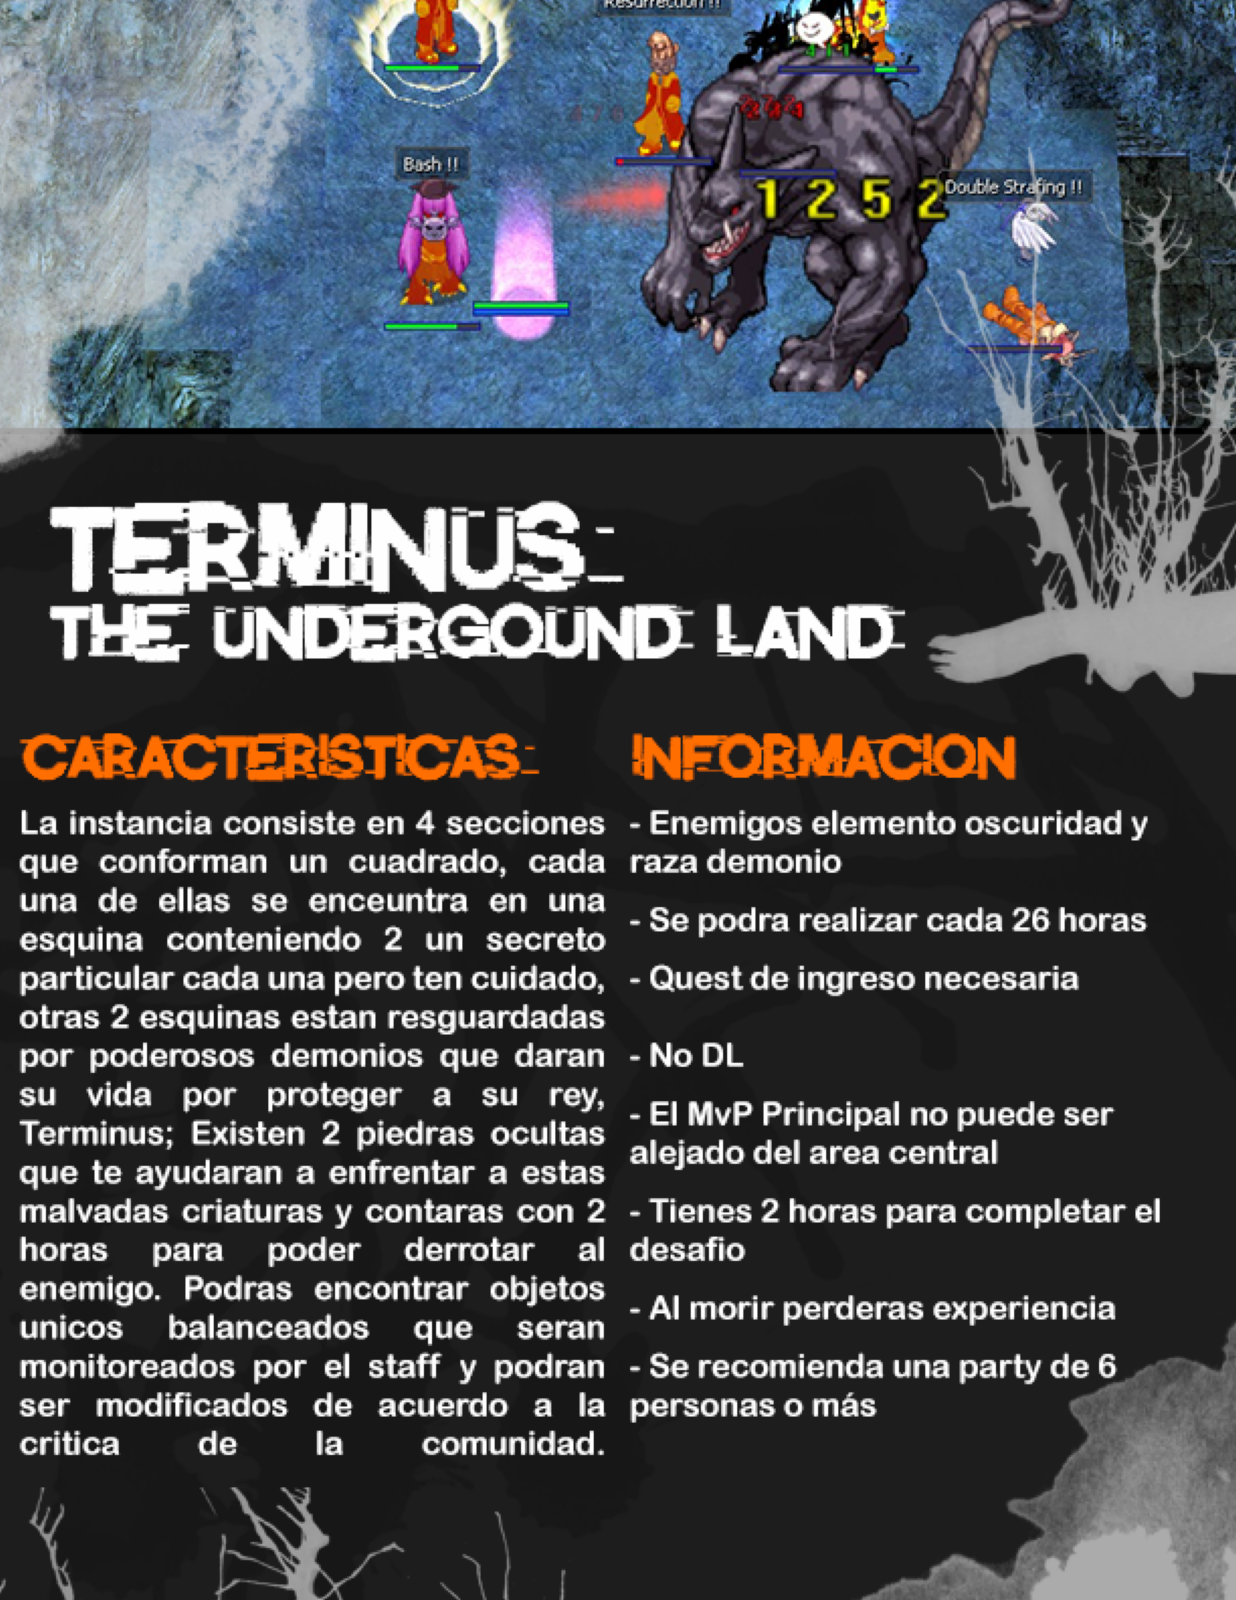 Resurrection !!
411
Bash !!
1252
Double Strafing !!
TERMINUS
THE UNDERGOUND LAND
CARACTERISTICAS
La instancia consiste en 4 secciones
que conforman un cuadrado, cada
una de ellas se enceuntra en una
esquina conteniendo 2 un secreto
particular cada una pero ten cuidado,
otras 2 esquinas estan resguardadas
por poderosos demonios que daran
su vida por proteger a su rey,
Terminus; Existen 2 piedras ocultas
que te ayudaran a enfrentar a estas
malvadas criaturas y contaras con 2
horas para poder derrotar al
enemigo. Podras encontrar objetos
unicos balanceados que seran
monitoreados por el staff y podran
ser modificados de acuerdo a la
critica de la comunidad.
INFORMACION
- Enemigos elemento oscuridad y
raza demonio
- Se podra realizar cada 26 horas
- Quest de ingreso necesaria
- No DL
- El MvP Principal no puede ser
alejado del area central
- Tienes 2 horas para completar el
desafio
- Al morir perderas experiencia
- Se recomienda una party de 6
personas o más